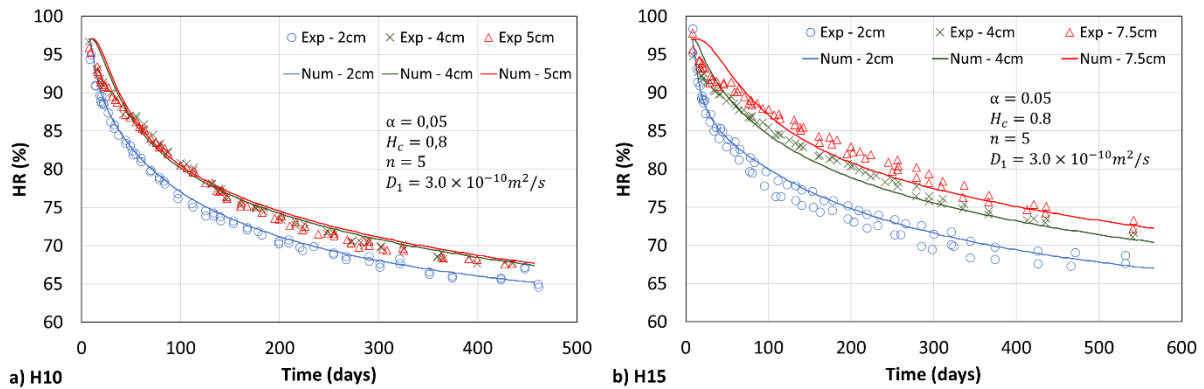 100
95
90
85
80
75
70
65
60
HR (%)
Exp - 2cm Exp - 4cm Exp 5cm
Num - 2cm Num - 4cm Num - 5cm
α = 0,05
H_c = 0,8
n = 5
D_1 = 3.0 × 10^{-10} m^2/s
0 100 200 300 400 500
Time (days)
a) H10
100
95
90
85
80
75
70
65
60
HR (%)
Exp - 2cm Exp - 4cm Exp - 7.5cm
Num - 2cm Num - 4cm Num - 7.5cm
α = 0.05
H_c = 0.8
n = 5
D_1 = 3.0 × 10^{-10} m^2/s
0 100 200 300 400 500 600
Time (days)
b) H15